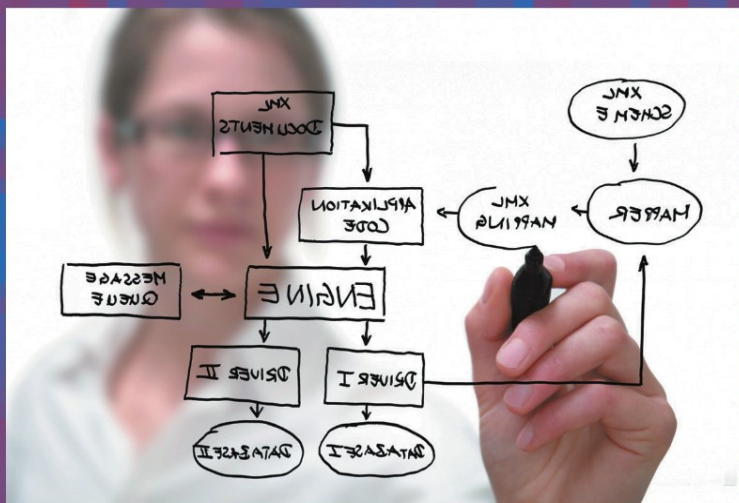 XML
DOCUMENTS
XML
SCHEME
APPLIKATION
CODE
XML
MAPPING
MAPPER
MESSAGE
QUEUE
ENGINE
DRIVER II
DRIVER I
DATABASE II
DATABASE I